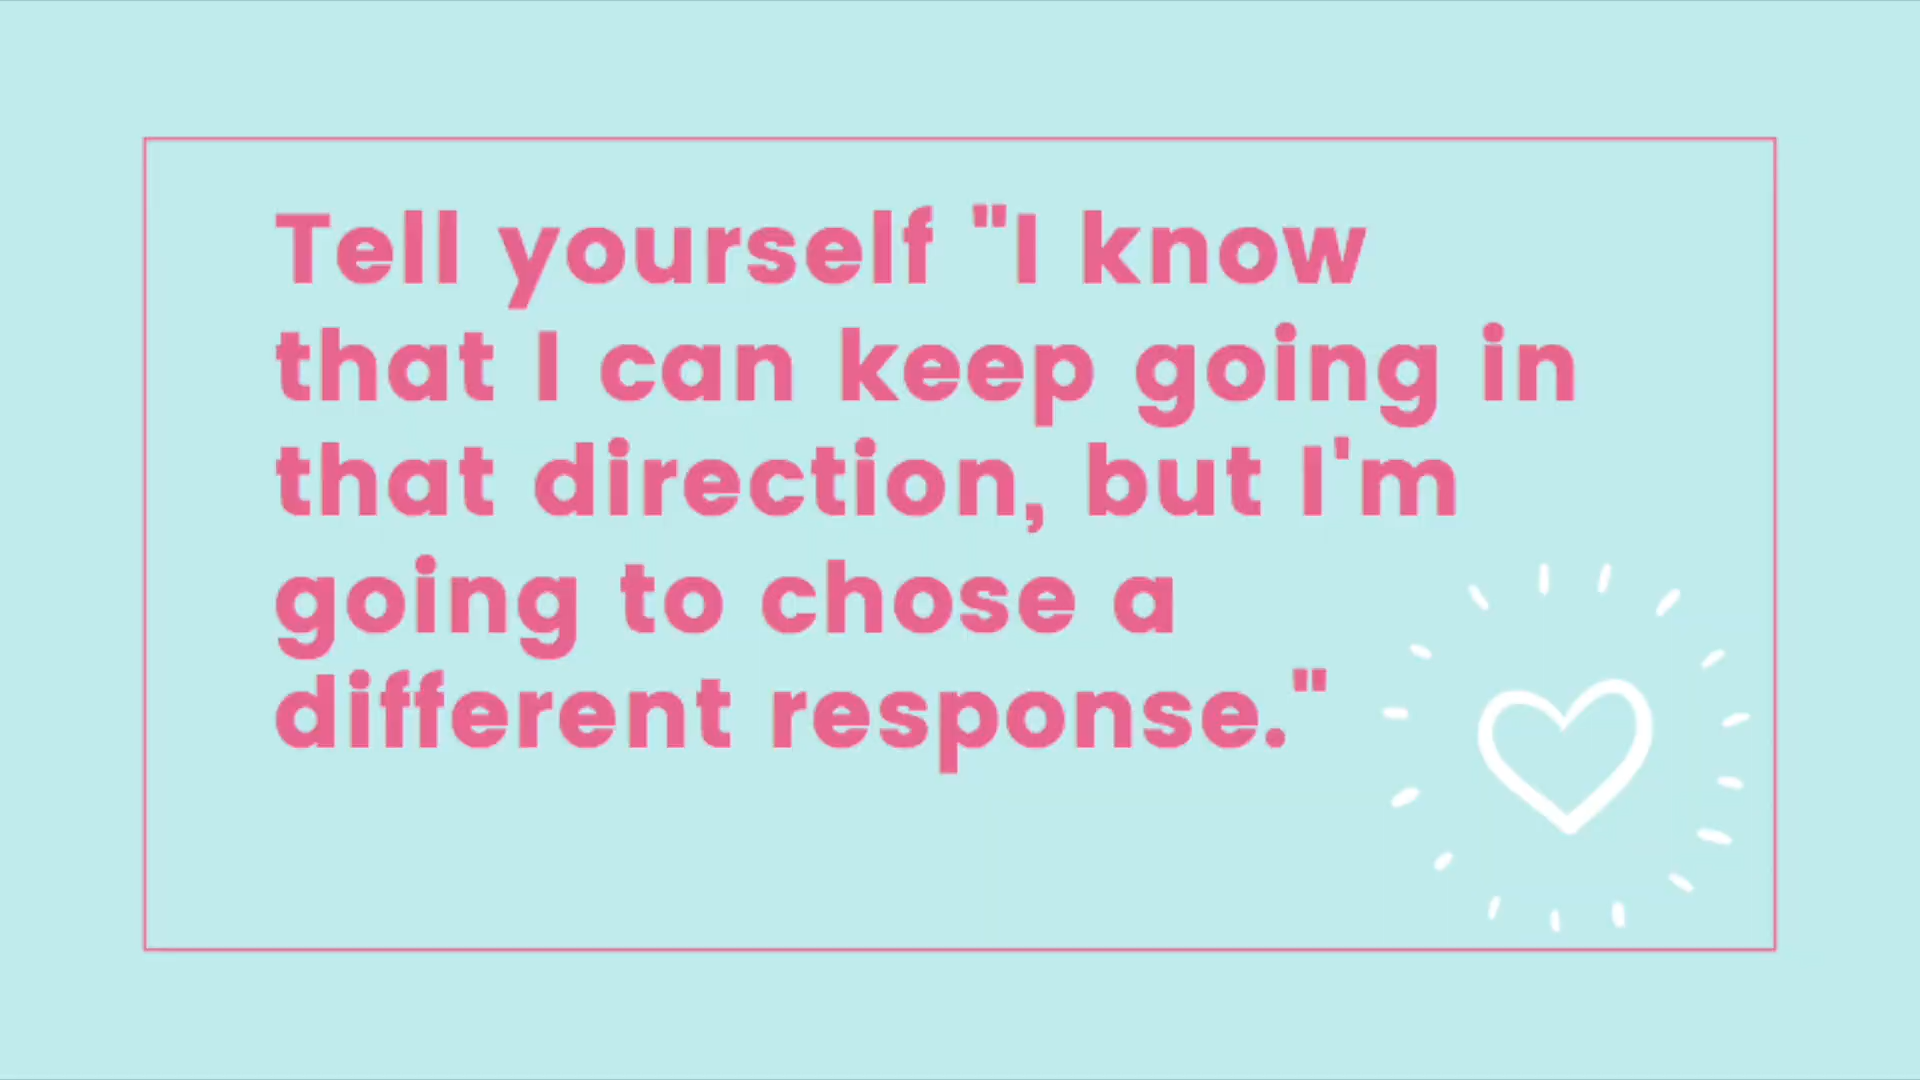 Tell yourself "I know
that I can keep going in
that direction, but I'm
going to chose a
different response."